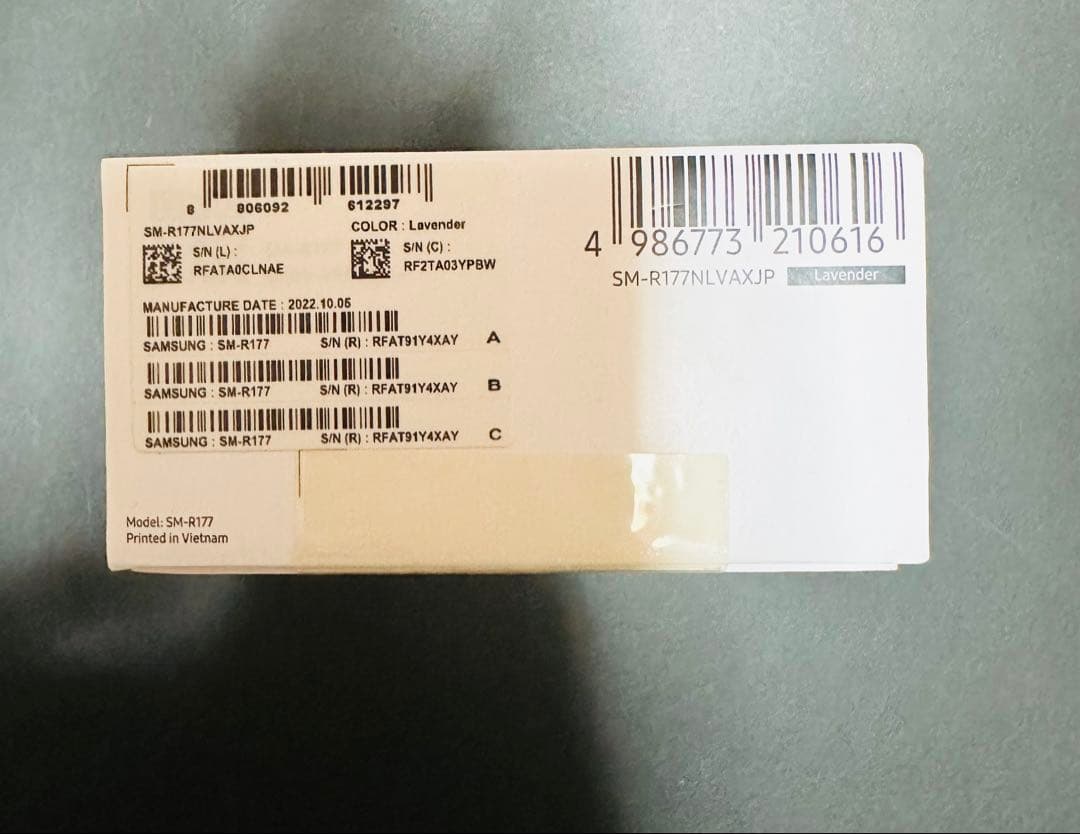 8 806092 612297
SM-R177NLVAXJP COLOR : Lavender
S/N (L) : S/N (C) :
RFATA0CLNAE RF2TA03YPBW
MANUFACTURE DATE : 2022.10.05
SAMSUNG : SM-R177 S/N (R) : RFAT91Y4XAY A
SAMSUNG : SM-R177 S/N (R) : RFAT91Y4XAY B
SAMSUNG : SM-R177 S/N (R) : RFAT91Y4XAY C
Model: SM-R177
Printed in Vietnam
4 986773 210616
SM-R177NLVAXJP Lavender